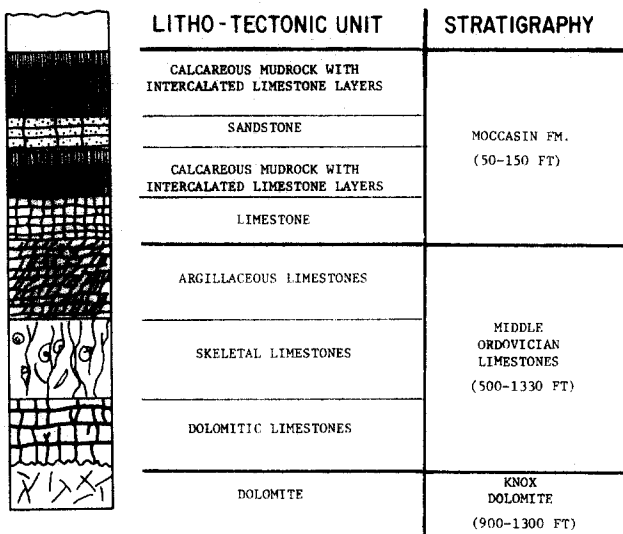 LITHO-TECTONIC UNIT
STRATIGRAPHY
CALCAREOUS MUDROCK WITH
INTERCALATED LIMESTONE LAYERS
SANDSTONE
CALCAREOUS MUDROCK WITH
INTERCALATED LIMESTONE LAYERS
LIMESTONE
MOCCASIN FM.
(50-150 FT)
ARGILLACEOUS LIMESTONES
SKELETAL LIMESTONES
DOLOMITIC LIMESTONES
MIDDLE
ORDOVICIAN
LIMESTONES
(500-1330 FT)
DOLOMITE
KNOX
DOLOMITE
(900-1300 FT)